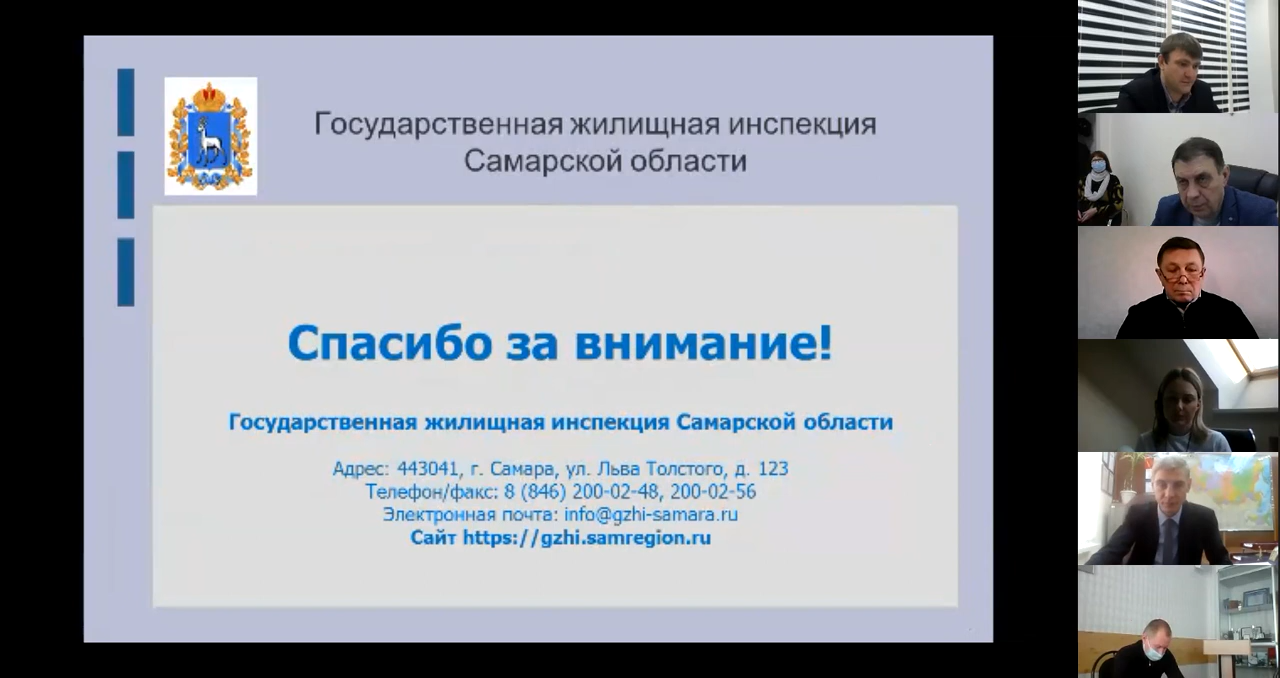 Государственная жилищная инспекция
Самарской области
Спасибо за внимание!
Государственная жилищная инспекция Самарской области
Адрес: 443041, г. Самара, ул. Льва Толстого, д. 123
Телефон/факс: 8 (846) 200-02-48, 200-02-56
Электронная почта: info@gzhi-samara.ru
Сайт https://gzhi.samregion.ru